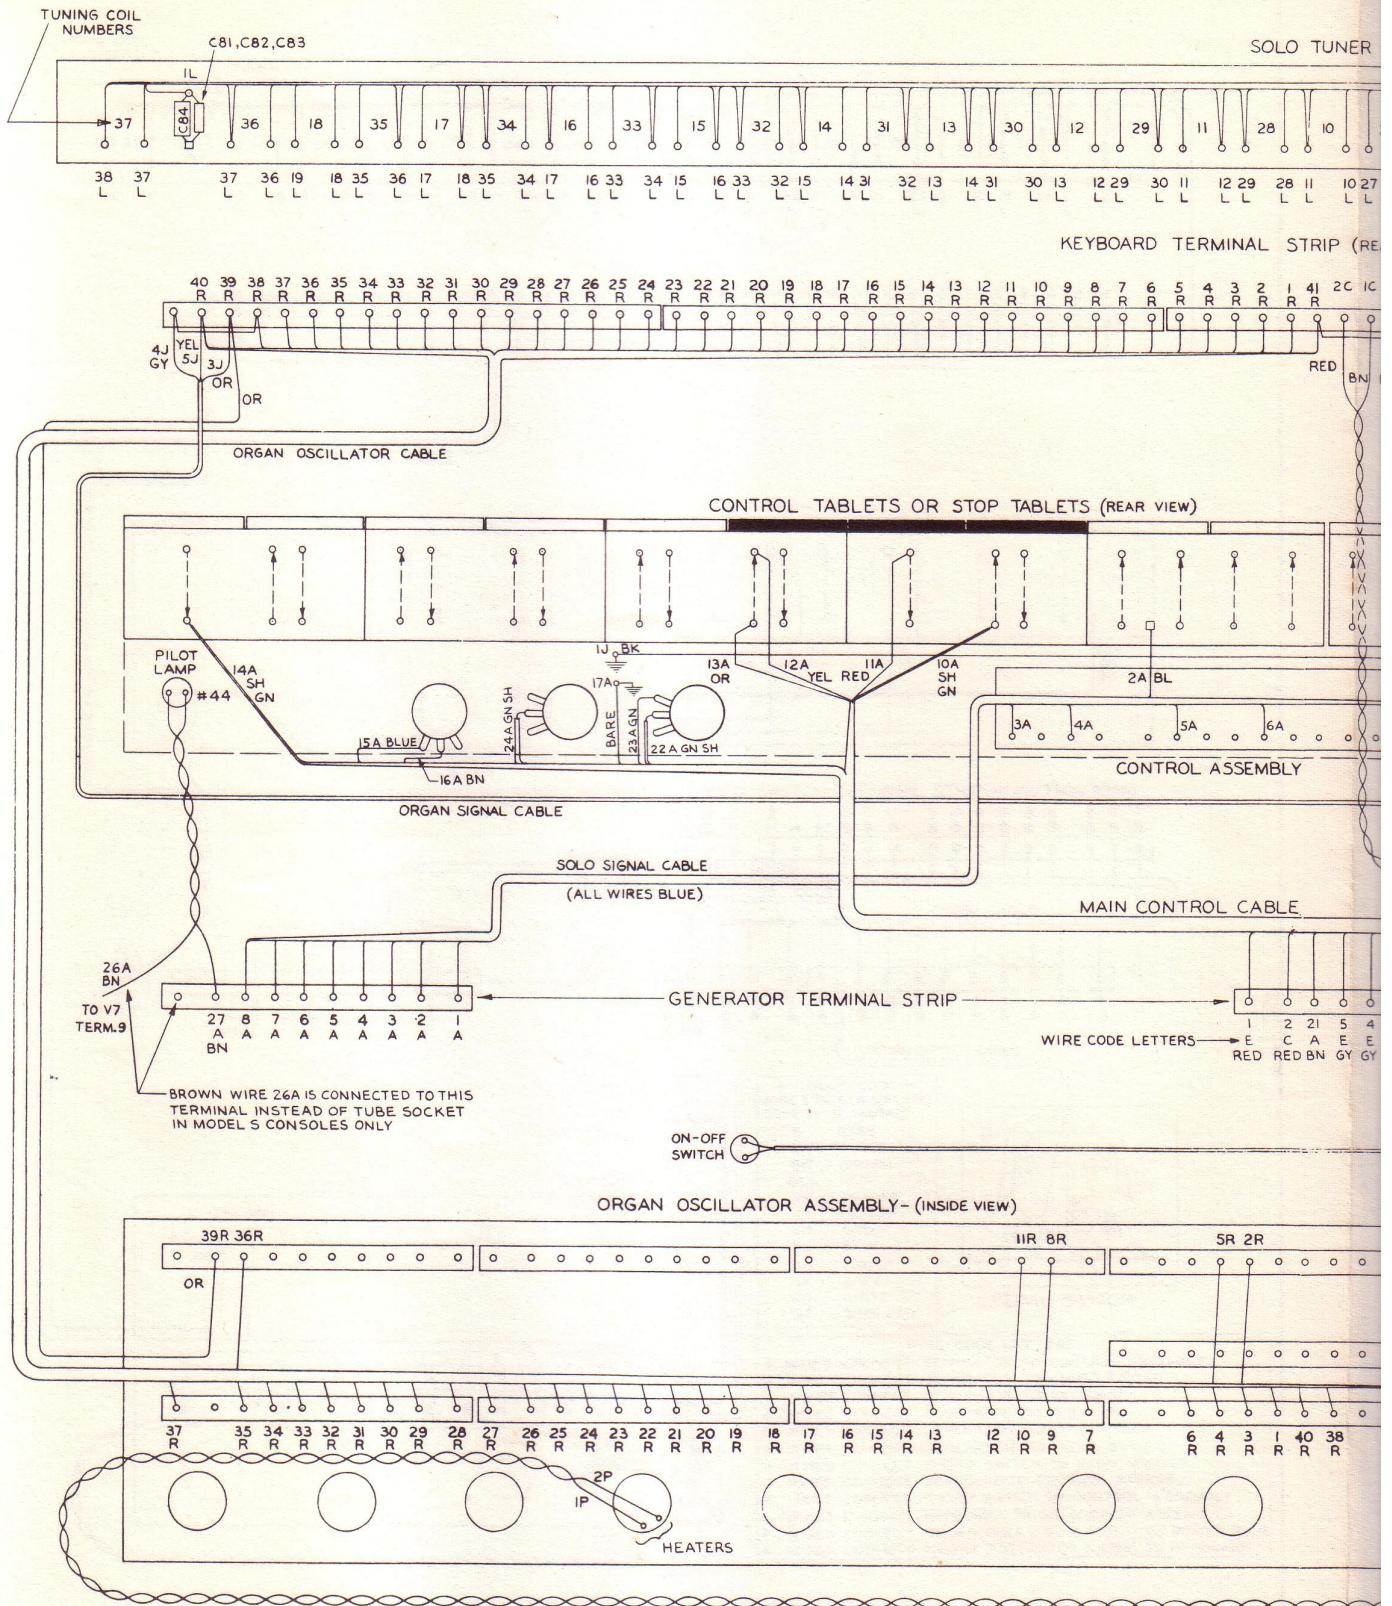 TUNING COIL
NUMBERS
C81, C82, C83
SOLO TUNER
1L
C84
37 36 18 35 17 34 16 33 15 32 14 31 13 30 12 29 11 28 10
38 37 37 36 19 18 35 36 17 18 35 34 17 16 33 34 15 16 33 32 15 14 31 32 13 14 31 30 13 12 29 30 11 12 29 28 11 10 27
L L L L L L L L L L L L L L L L L L L L L L L L L L L L L L L L L L L L L L L
KEYBOARD TERMINAL STRIP (RE
40 39 38 37 36 35 34 33 32 31 30 29 28 27 26 25 24 23 22 21 20 19 18 17 16 15 14 13 12 11 10 9 8 7 6 5 4 3 2 1 41 2C 1C
R R R R R R R R R R R R R R R R R R R R R R R R R R R R R R R R R R R R R R R R R
4J
GY
YEL
5J
3J
OR
OR
RED
BN
ORGAN OSCILLATOR CABLE
CONTROL TABLETS OR STOP TABLETS (REAR VIEW)
PILOT
LAMP
#44
14A
SH
GN
1J BK
17A
13A
OR
12A
YEL
11A
RED
10A
SH
GN
2A BL
15A BLUE
16A BN
24A GN SH
BARE
23A GN
22A GN SH
3A 4A 5A 6A
CONTROL ASSEMBLY
ORGAN SIGNAL CABLE
SOLO SIGNAL CABLE
(ALL WIRES BLUE)
MAIN CONTROL CABLE
26A
BN
TO V7
TERM.9
GENERATOR TERMINAL STRIP
27 8 7 6 5 4 3 2 1
A A A A A A A A A
BN
WIRE CODE LETTERS
1 2 21 5 4
E C A E E
RED RED BN GY GY
BROWN WIRE 26A IS CONNECTED TO THIS
TERMINAL INSTEAD OF TUBE SOCKET
IN MODEL S CONSOLES ONLY
ON-OFF
SWITCH
ORGAN OSCILLATOR ASSEMBLY-(INSIDE VIEW)
39R 36R 11R 8R 5R 2R
OR
37 35 34 33 32 31 30 29 28 27 26 25 24 23 22 21 20 19 18 17 16 15 14 13 12 10 9 7 6 4 3 1 40 38
R R R R R R R R R R R R R R R R R R R R R R R R R R R R R R R R R R
2P
1P
HEATERS